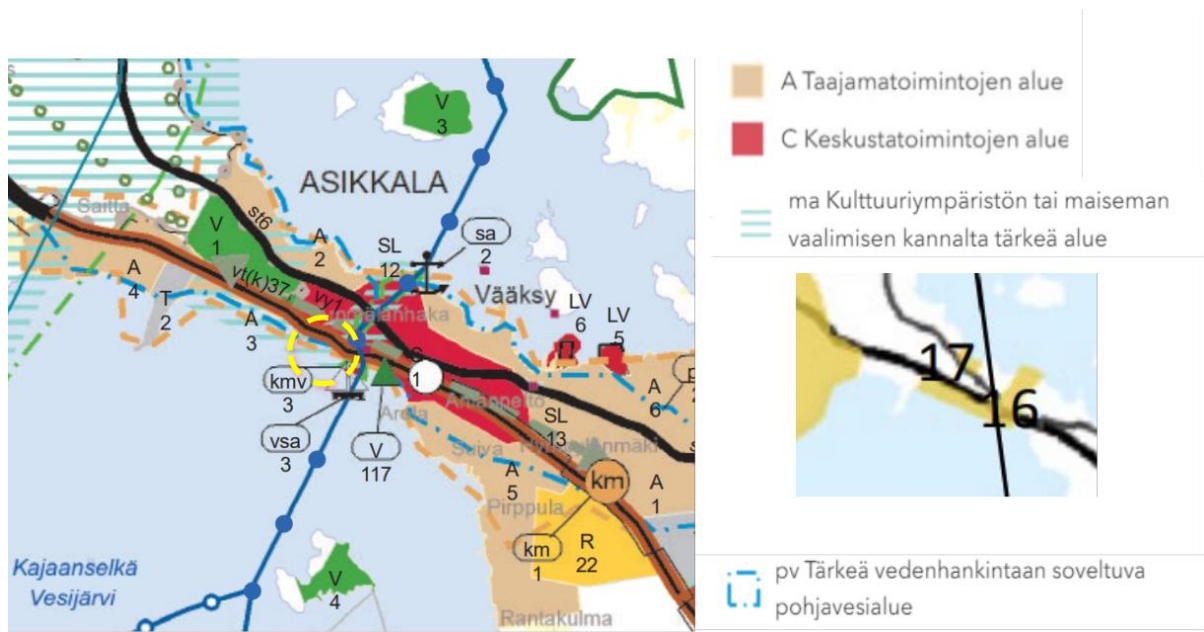 A Taajamatoimintojen alue
C Keskustatoimintojen alue
ma Kulttuuriympäristön tai maiseman
vaalimisen kannalta tärkeä alue
17
16
pv Tärkeä vedenhankintaan soveltuva
pohjavesialue
V
3
ASIKKALA
Saitta
st6
V
1
A
2
SL
12
sa
2
A
4
vt(k)37
vy1
Vääksy
T
2
A
3
LV
6
LV
5
kmv
3
1
A
6
vsa
3
Arola
SL
13
V
117
Suiva
A
5
km
A
1
Pirppula
km
1
R
22
Kajaanselkä
Vesijärvi
V
4
Rantakulma